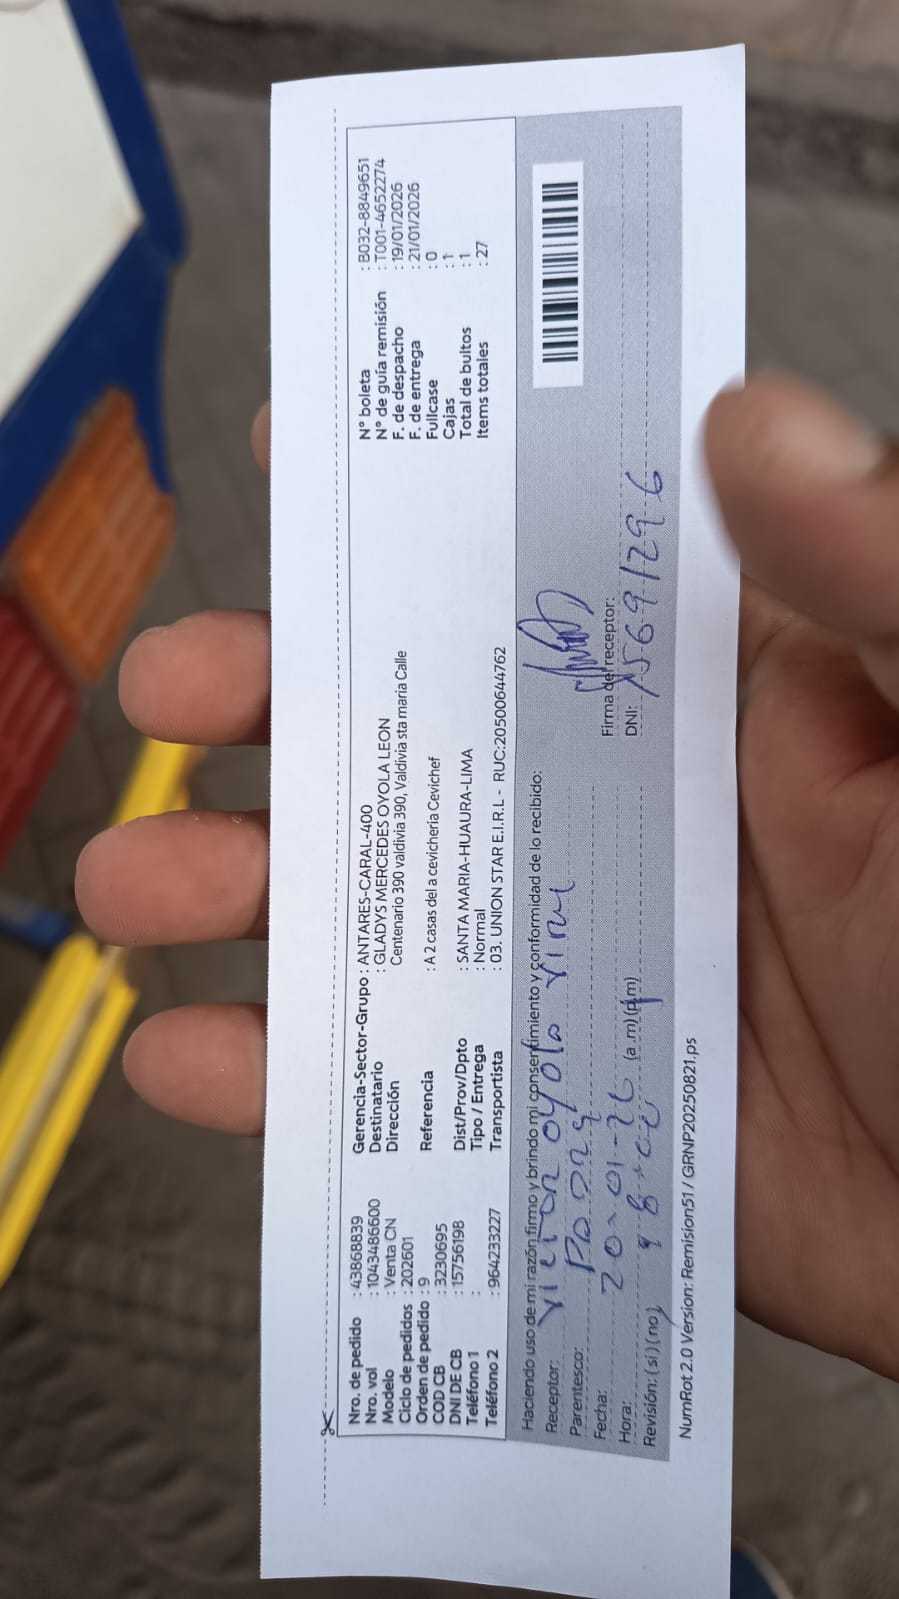 Nro. de pedido : 43868839
Nro. vol : 1043486600
Modelo : Venta CN
Ciclo de pedidos : 202601
Orden de pedido : 9
COD CB : 3230695
DNI DE CB : 15756198
Teléfono 1 :
Teléfono 2 : 964233227
Gerencia-Sector-Grupo : ANTARES-CARAL-400
Destinatario : GLADYS MERCEDES OYOLA LEON
Dirección Centenario 390 valdivia 390, Valdivia sta maria Calle
Referencia : A 2 casas del a cevicheria Cevichef
Dist/Prov/Dpto : SANTA MARIA-HUAURA-LIMA
Tipo / Entrega : Normal
Transportista : 03. UNION STAR E.I.R.L - RUC:20500644762
N° boleta : B032-8849651
N° de guía remisión : T001-4652274
F. de despacho : 19/01/2026
F. de entrega : 21/01/2026
Fullcase : 0
Cajas : 1
Total de bultos : 1
Items totales : 27
Haciendo uso de mi razón firmo y brindo mi consentimiento y conformidad de lo recibido:
Receptor: Victor oyola
Parentesco:
Fecha: 20-01-26
Hora: (a.m)(p.m)
Revisión: (si)(no)
Firma del receptor:
DNI: 15691296
NumRot 2.0 Version: Remision51 / GRNP20250821.ps